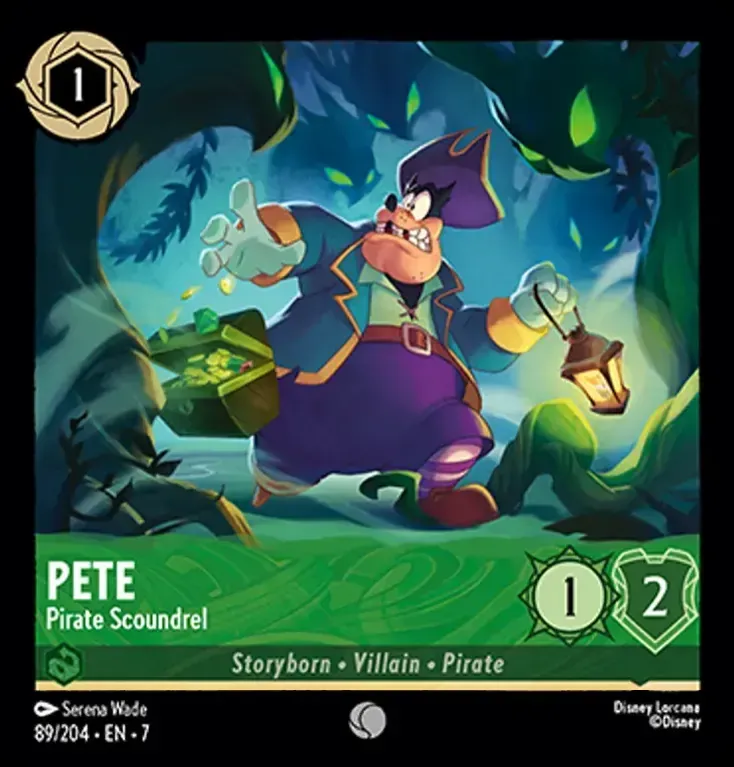 1
PETE
Pirate Scoundrel
1
2
Storyborn • Villain • Pirate
Serena Wade
89/204 • EN • 7
Disney Lorcana
©Disney